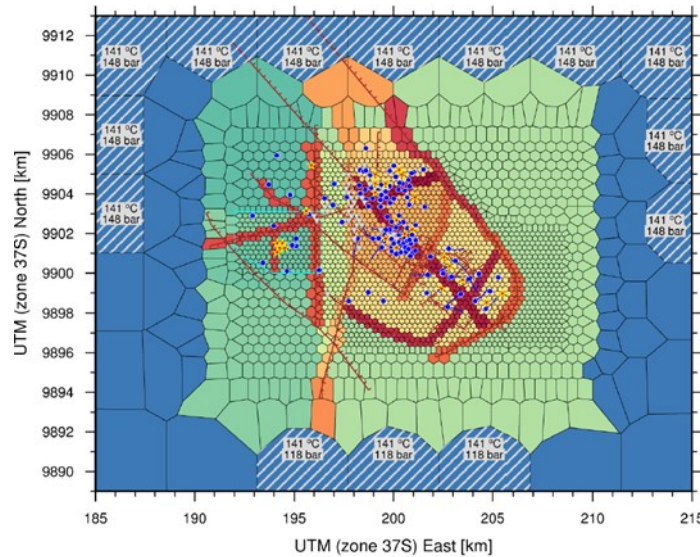 9912
141 °C 141 °C 141 °C 141 °C 141 °C 141 °C 141 °C
148 bar 148 bar 148 bar 148 bar 148 bar 148 bar 148 bar
9910
9908
141 °C 141 °C
148 bar 148 bar
9906
9904
141 °C 141 °C
148 bar 148 bar
9902
9900
9898
9896
9894
9892
141 °C 141 °C 141 °C
118 bar 118 bar 118 bar
9890
185 190 195 200 205 210 215
UTM (zone 37S) East [km]
UTM (zone 37S) North [km]